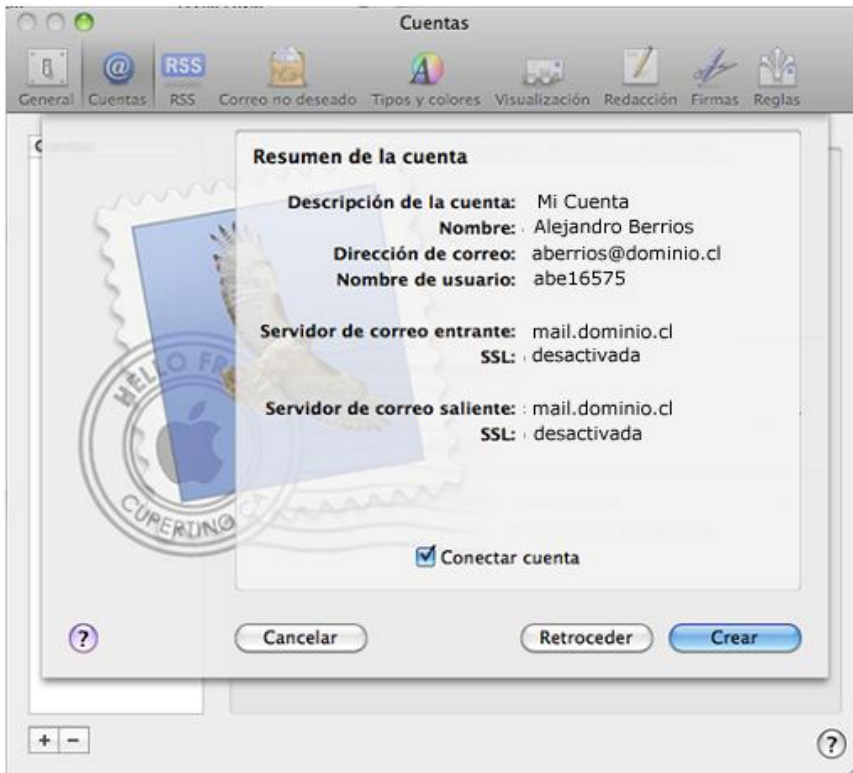 Cuentas
General Cuentas RSS Correo no deseado Tipos y colores Visualización Redacción Firmas Reglas
RSS
Resumen de la cuenta
Descripción de la cuenta: Mi Cuenta
Nombre: Alejandro Berrios
Dirección de correo: aberrios@dominio.cl
Nombre de usuario: abe16575
Servidor de correo entrante: mail.dominio.cl
SSL: desactivada
Servidor de correo saliente: mail.dominio.cl
SSL: desactivada
HELLO FR
CUPERTINO CA
Conectar cuenta
? Cancelar Retroceder Crear
+ - ?